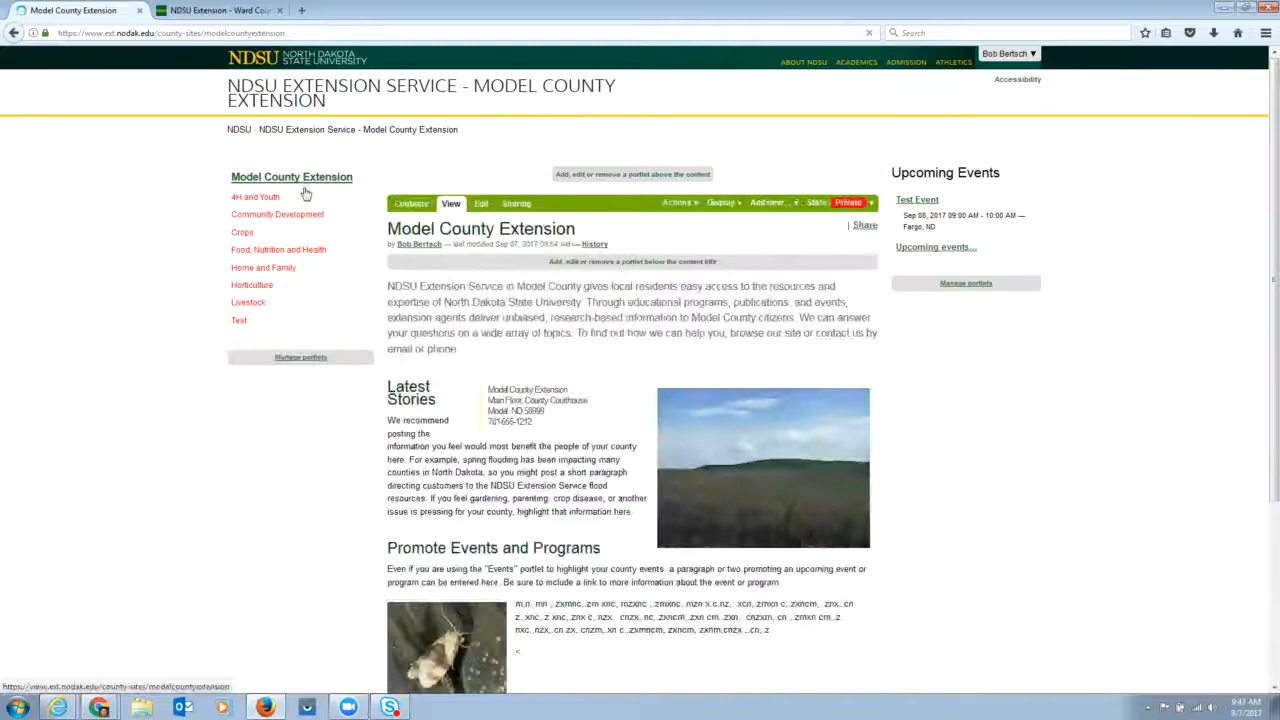 Model County Extension
NDSU Extension - Ward Cou
https://www.ext.nodak.edu/county-sites/modelcountyextension
Search
NDSU NORTH DAKOTA
STATE UNIVERSITY
ABOUT NDSU ACADEMICS ADMISSION ATHLETICS
Bob Bertsch
Accessibility
NDSU EXTENSION SERVICE - MODEL COUNTY
EXTENSION
NDSU › NDSU Extension Service - Model County Extension
Model County Extension
4H and Youth
Community Development
Crops
Food, Nutrition and Health
Home and Family
Horticulture
Livestock
Test
Manage portlets
Add, edit or remove a portlet above the content
Contents View Edit Sharing
Actions Display Add new... State: Private
Model County Extension
| Share
by Bob Bertsch — last modified Sep 07, 2017 08:54 AM — History
Add, edit or remove a portlet below the content title
NDSU Extension Service in Model County gives local residents easy access to the resources and
expertise of North Dakota State University. Through educational programs, publications, and events,
extension agents deliver unbiased, research-based information to Model County citizens. We can answer
your questions on a wide array of topics. To find out how we can help you, browse our site or contact us by
email or phone.
Latest
Stories
Model County Extension
Main Floor, County Courthouse
Model, ND 58999
701-655-1212
We recommend
posting the
information you feel would most benefit the people of your county
here. For example, spring flooding has been impacting many
counties in North Dakota, so you might post a short paragraph
directing customers to the NDSU Extension Service flood
resources. If you feel gardening, parenting, crop disease, or another
issue is pressing for your county, highlight that information here.
Promote Events and Programs
Even if you are using the "Events" portlet to highlight your county events, a paragraph or two promoting an upcoming event or
program can be entered here. Be sure to include a link to more information about the event or program.
<
Upcoming Events
Test Event
Sep 08, 2017 09:00 AM - 10:00 AM —
Fargo, ND
Upcoming events…
Manage portlets
https://www.ext.nodak.edu/county-sites/modelcountyextension
9:43 AM
9/7/2017